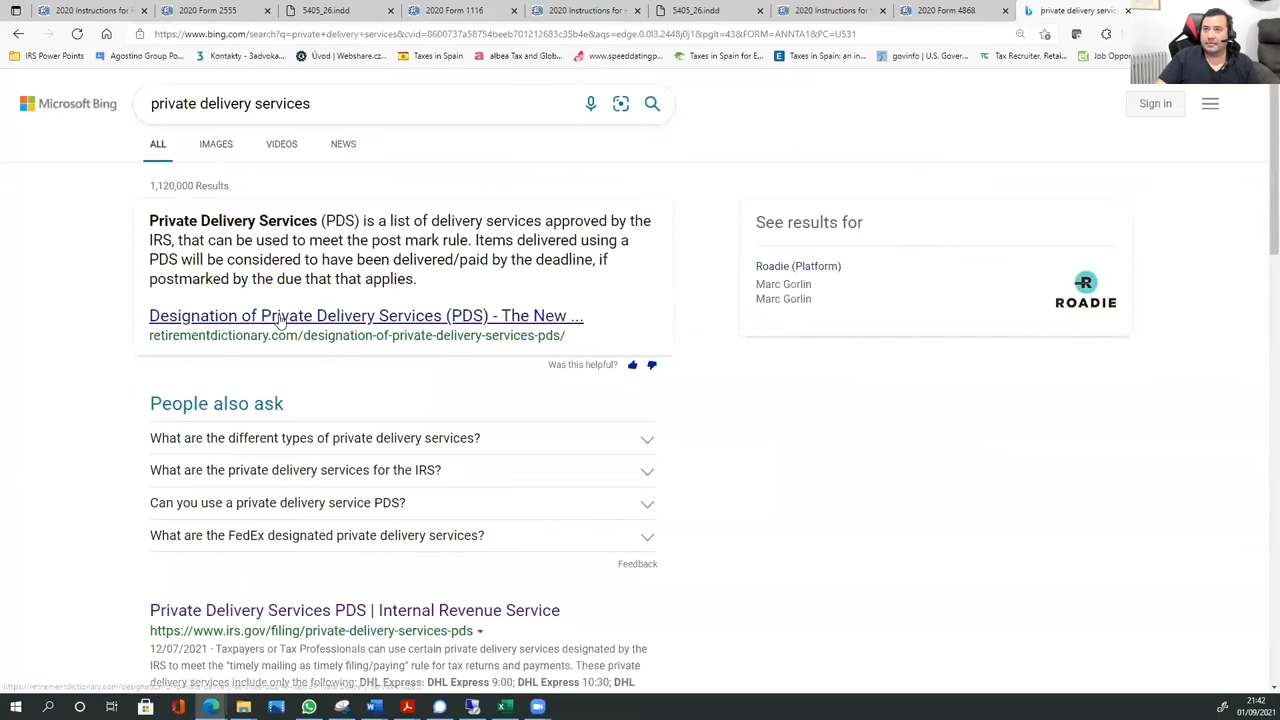 2020 Form 2555
5405_26.indd
2020 Form 1116
2020 Instructions for
5405_26.indd
2020 Instructions for
2020 Form 4868
private delivery servic
https://www.bing.com/search?q=private+delivery+services&cvid=8600737a58754beeb701712683c35b4e&aqs=edge.0.0l3.2448j0j1&pglt=43&FORM=ANNTA1&PC=U531
IRS Power Points
Agostino Group Po...
Kontakty - 3advoka...
Úvod | Webshare.cz...
Taxes in Spain
albea Tax and Glob...
www.speeddatingp...
Taxes in Spain for E...
Taxes in Spain: an in...
govinfo | U.S. Gover...
Tax Recruiter, Retai...
Job Oppor
Microsoft Bing
private delivery services
Sign in
ALL
IMAGES
VIDEOS
NEWS
1,120,000 Results
Private Delivery Services (PDS) is a list of delivery services approved by the
IRS, that can be used to meet the post mark rule. Items delivered using a
PDS will be considered to have been delivered/paid by the deadline, if
postmarked by the due that that applies.
Designation of Private Delivery Services (PDS) - The New ...
retirementdictionary.com/designation-of-private-delivery-services-pds/
Was this helpful?
See results for
Roadie (Platform)
Marc Gorlin
Marc Gorlin
R
ROADIE
People also ask
What are the different types of private delivery services?
What are the private delivery services for the IRS?
Can you use a private delivery service PDS?
What are the FedEx designated private delivery services?
Feedback
Private Delivery Services PDS | Internal Revenue Service
https://www.irs.gov/filing/private-delivery-services-pds
12/07/2021 · Taxpayers or Tax Professionals can use certain private delivery services designated by the
IRS to meet the "timely mailing as timely filing/paying" rule for tax returns and payments. These private
delivery services include only the following: DHL Express: DHL Express 9:00; DHL Express 10:30; DHL
21:42
01/09/2021